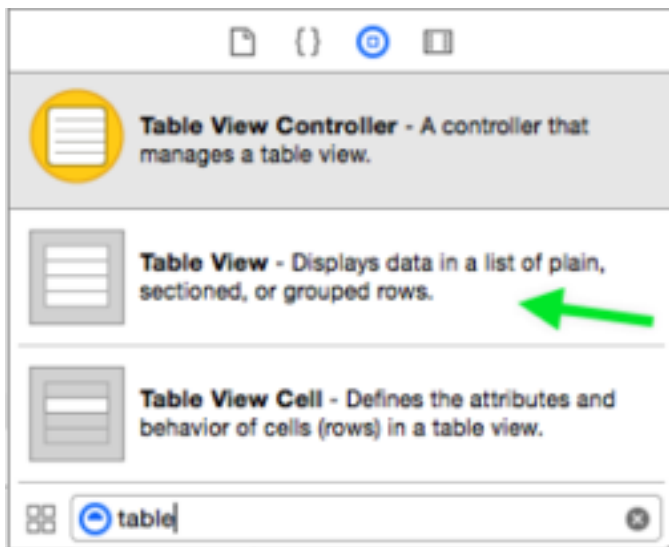 {}
Table View Controller - A controller that
manages a table view.
Table View - Displays data in a list of plain,
sectioned, or grouped rows.
Table View Cell - Defines the attributes and
behavior of cells (rows) in a table view.
table